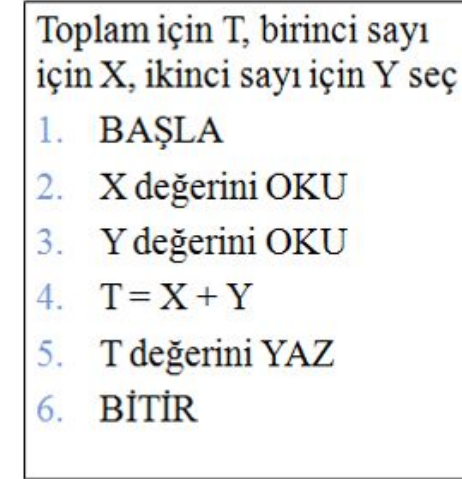 Toplam için T, birinci sayı
için X, ikinci sayı için Y seç
1. BAŞLA
2. X değerini OKU
3. Y değerini OKU
4. T = X + Y
5. T değerini YAZ
6. BİTİR